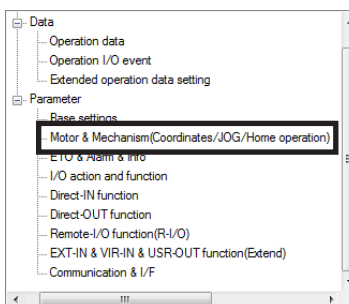 Data
Operation data
Operation I/O event
Extended operation data setting
Parameter
Base settings
Motor & Mechanism(Coordinates/JOG/Home operation)
ETO & Alarm & Info
I/O action and function
Direct-IN function
Direct-OUT function
Remote-I/O function(R-I/O)
EXT-IN & VIR-IN & USR-OUT function(Extend)
Communication & I/F